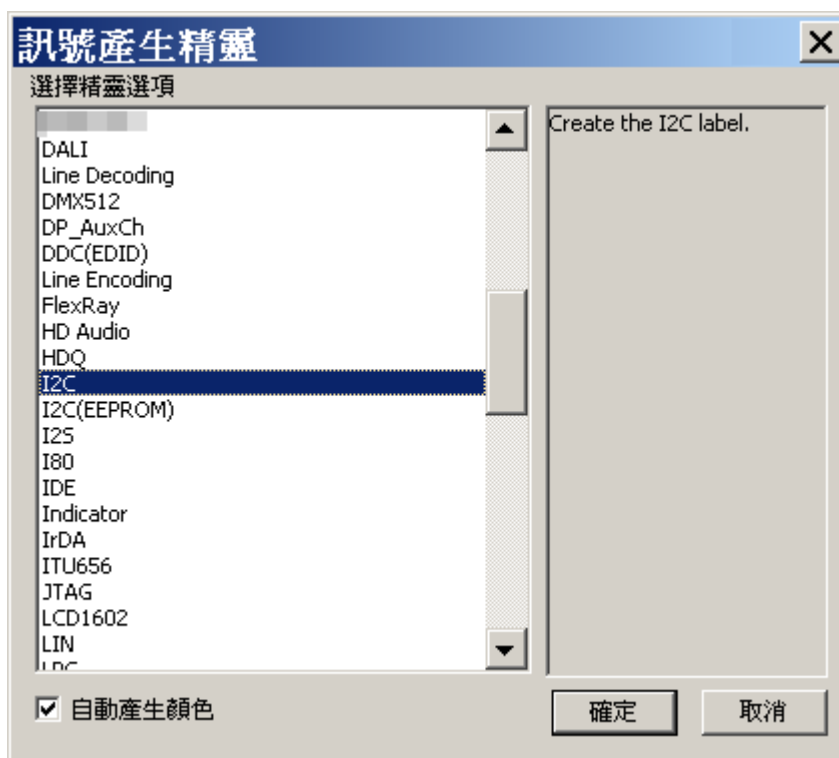 訊號產生精靈
選擇精靈選項
DALI
Line Decoding
DMX512
DP_AuxCh
DDC(EDID)
Line Encoding
FlexRay
HD Audio
HDQ
I2C
I2C(EEPROM)
I2S
I80
IDE
Indicator
IrDA
ITU656
JTAG
LCD1602
LIN
Create the I2C label.
自動產生顏色
確定
取消